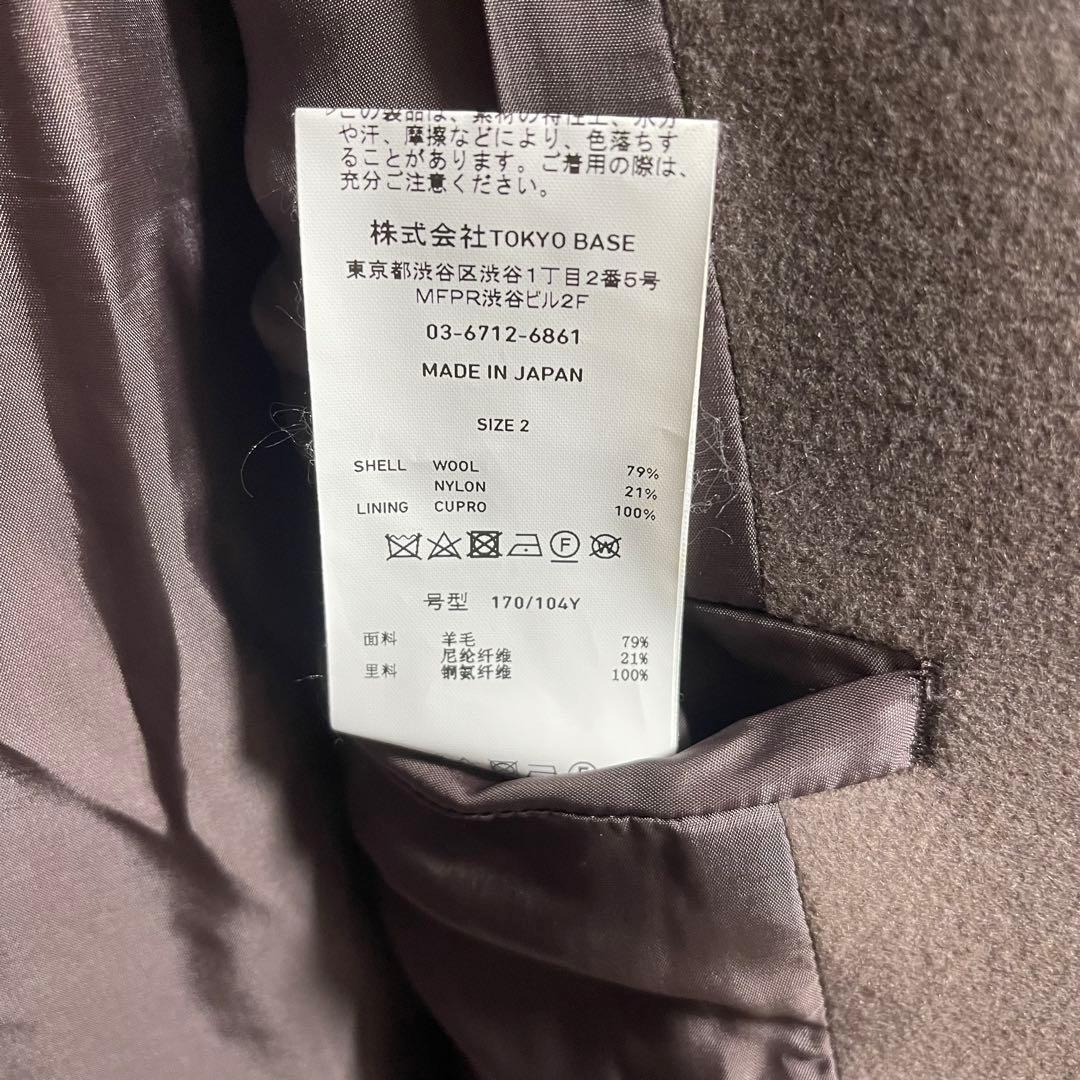 この製品は、素材の特性上、水分
や汗、摩擦などにより、色落ちす
ることがあります。ご着用の際は、
充分ご注意ください。
株式会社TOKYO BASE
東京都渋谷区渋谷1丁目2番5号
MFPR渋谷ビル2F
03-6712-6861
MADE IN JAPAN
SIZE 2
SHELL WOOL 79%
NYLON 21%
LINING CUPRO 100%
F W
号型 170/104Y
面料 羊毛 79%
尼纶纤维 21%
里料 铜氨纤维 100%